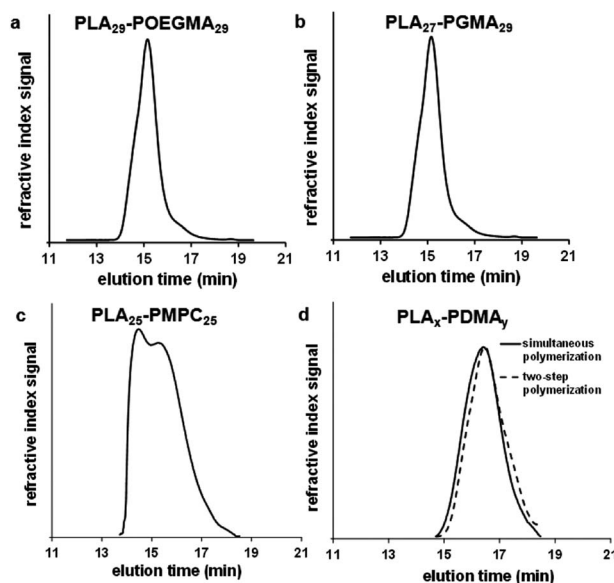 a
PLA₂₉-POEGMA₂₉
refractive index signal
11 13 15 17 19 21
elution time (min)
b
PLA₂₇-PGMA₂₉
refractive index signal
11 13 15 17 19 21
elution time (min)
c
PLA₂₅-PMPC₂₅
refractive index signal
11 13 15 17 19 21
elution time (min)
d
PLAₓ-PDMAᵧ
simultaneous
polymerization
two-step
polymerization
refractive index signal
11 13 15 17 19 21
elution time (min)